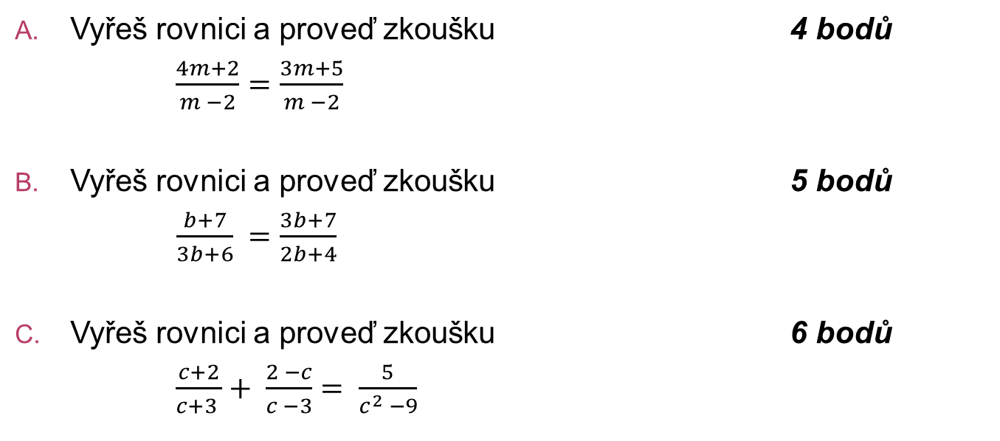 A. Vyřeš rovnici a proveď zkoušku 4 bodů
\frac{4m+2}{m-2} = \frac{3m+5}{m-2}
B. Vyřeš rovnici a proveď zkoušku 5 bodů
\frac{b+7}{3b+6} = \frac{3b+7}{2b+4}
C. Vyřeš rovnici a proveď zkoušku 6 bodů
\frac{c+2}{c+3} + \frac{2-c}{c-3} = \frac{5}{c^2-9}